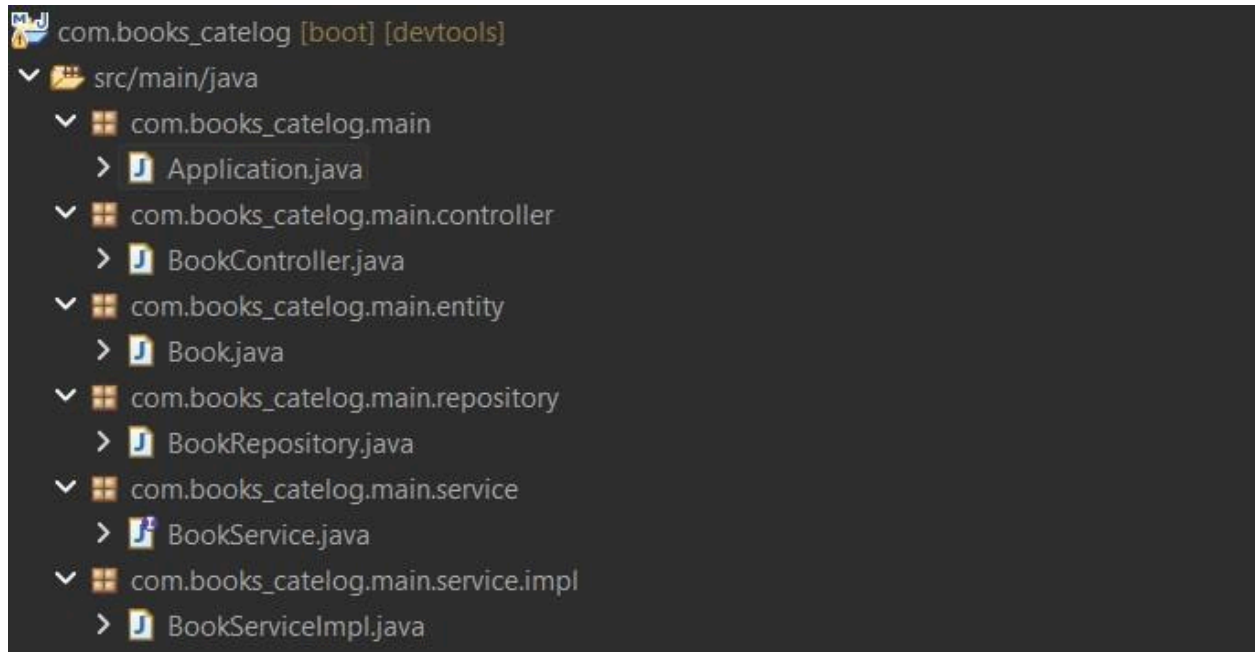 com.books_catelog [boot] [devtools]
src/main/java
com.books_catelog.main
Application.java
com.books_catelog.main.controller
BookController.java
com.books_catelog.main.entity
Book.java
com.books_catelog.main.repository
BookRepository.java
com.books_catelog.main.service
BookService.java
com.books_catelog.main.service.impl
BookServiceImpl.java